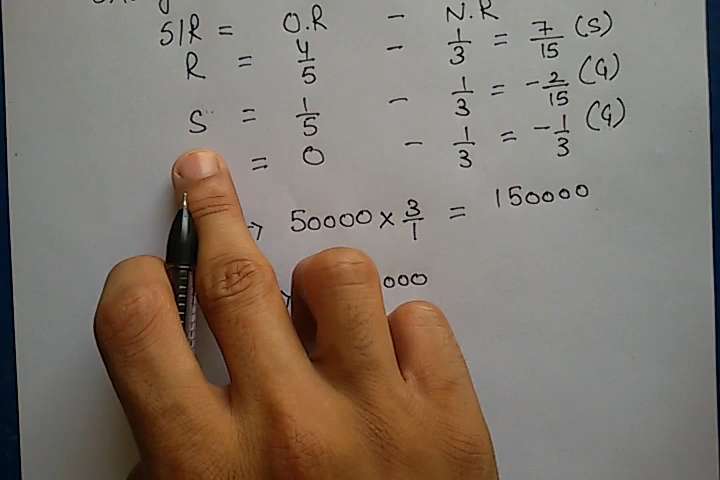 S/R = O.R - N.R
R = 4/5 - 1/3 = 7/15 (S)
S = 1/5 - 1/3 = -2/15 (G)
= 0 - 1/3 = -1/3 (G)
→ 50000 × 3/1 = 150000
000